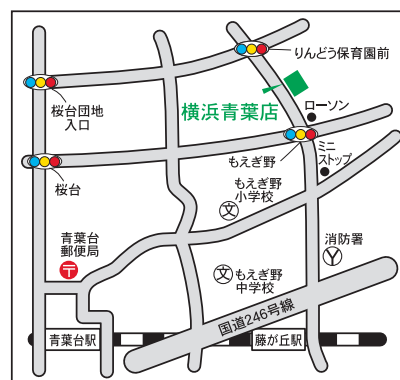 りんどう保育園前
桜台団地
入口
横浜青葉店
ローソン
もえぎ野
ミニ
ストップ
桜台
もえぎ野
小学校
文
青葉台
郵便局
〒
消防署
Y
文
もえぎ野
中学校
国道246号線
青葉台駅
藤が丘駅